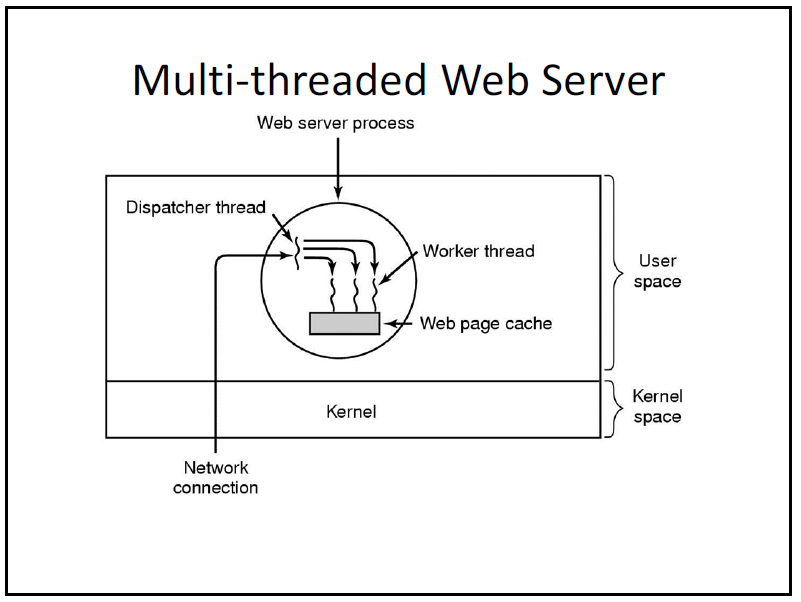 Multi-threaded Web Server
Web server process
Dispatcher thread
Worker thread
User
space
Web page cache
Kernel
Kernel
space
Network
connection